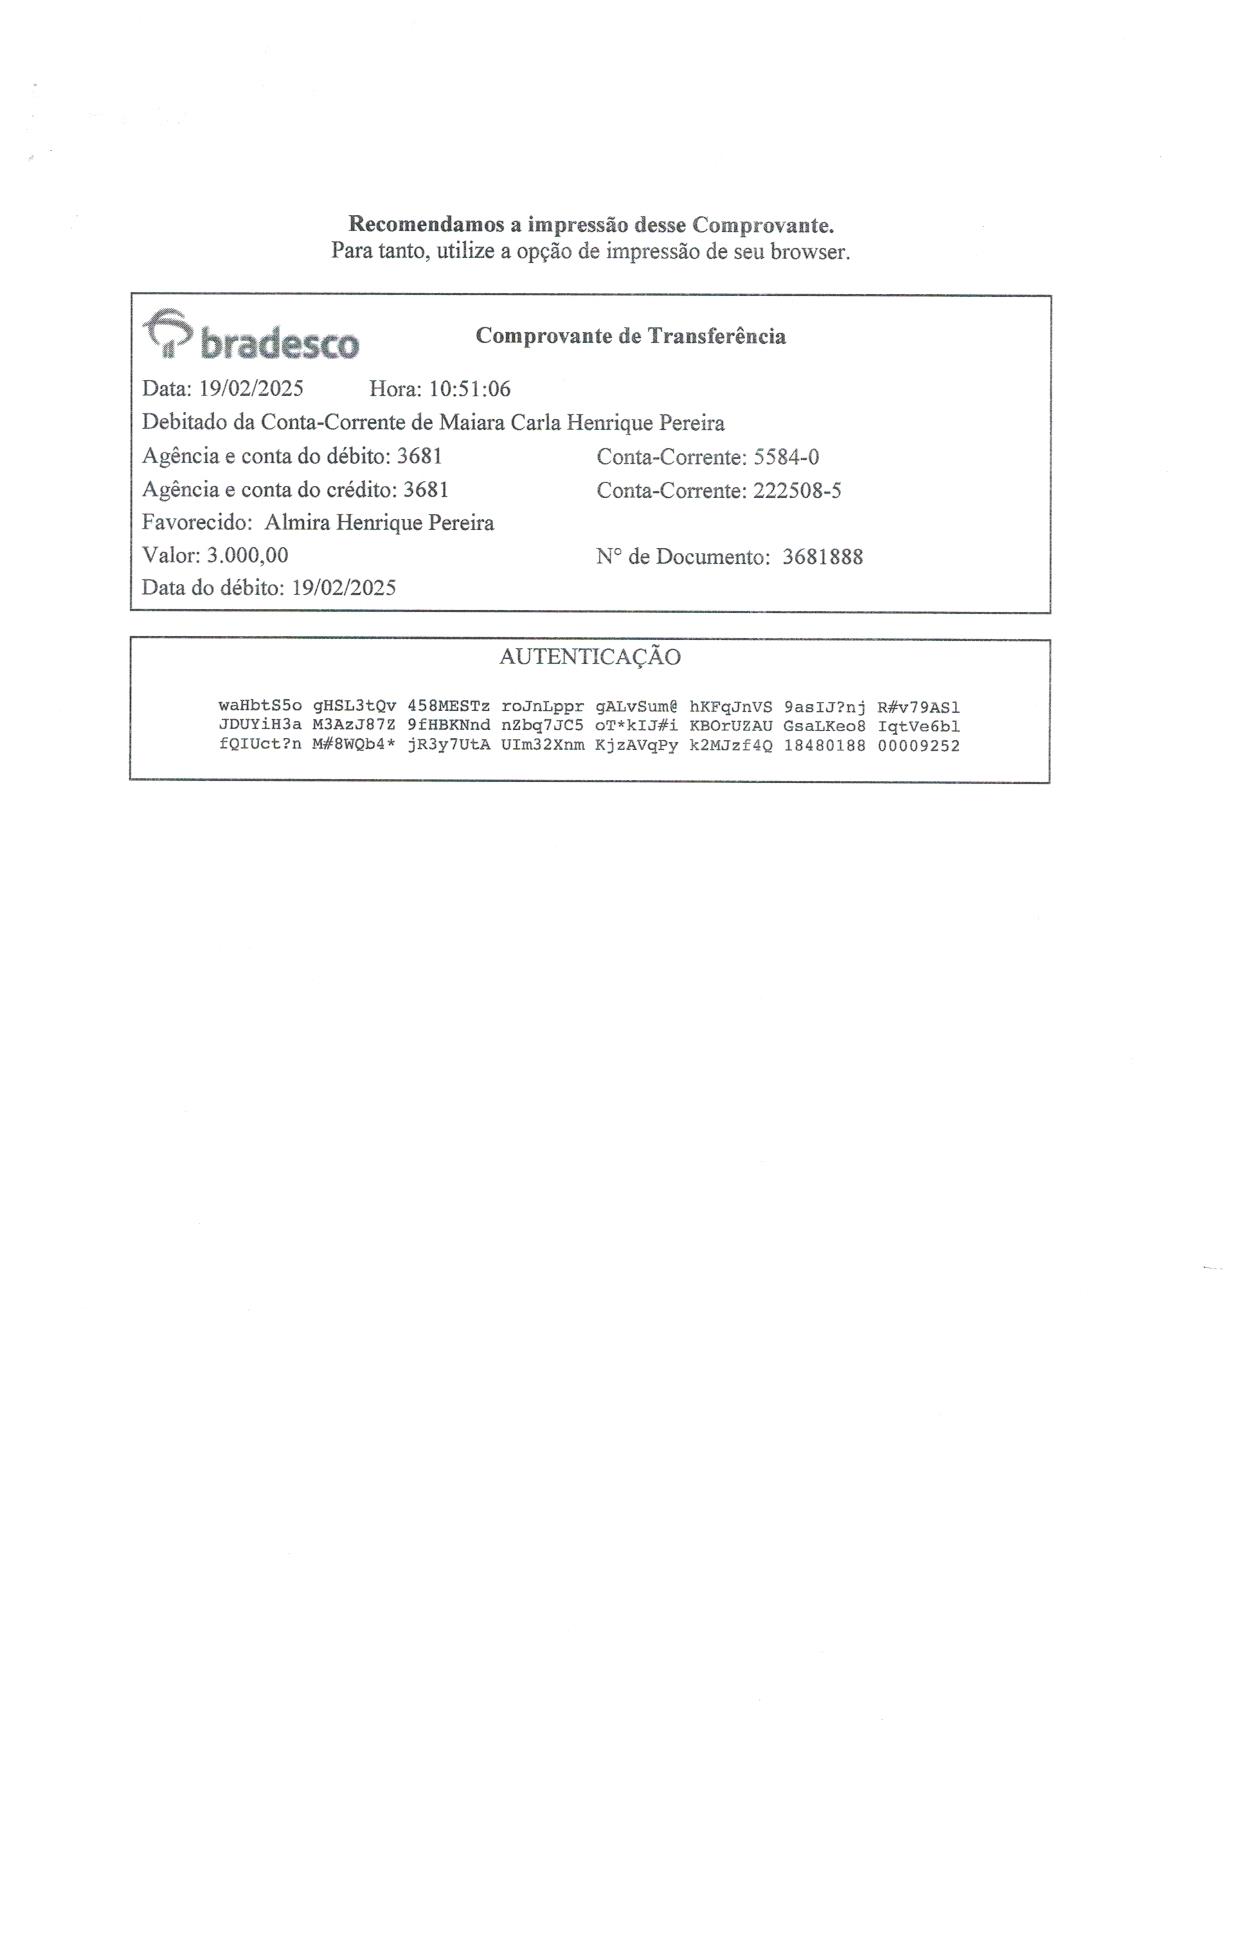 Recomendamos a impressão desse Comprovante.
Para tanto, utilize a opção de impressão de seu browser.
bradesco
Comprovante de Transferência
Data: 19/02/2025 Hora: 10:51:06
Debitado da Conta-Corrente de Maiara Carla Henrique Pereira
Agência e conta do débito: 3681 Conta-Corrente: 5584-0
Agência e conta do crédito: 3681 Conta-Corrente: 222508-5
Favorecido: Almira Henrique Pereira
Valor: 3.000,00 N° de Documento: 3681888
Data do débito: 19/02/2025
AUTENTICAÇÃO
waHbtS5o gHSL3tQv 458MESTz roJnLppr gALvSum@ hKFqJnVS 9asIJ?nj R#v79ASl
JDUYiH3a M3AzJ87Z 9fHBKNnd nZbq7JC5 oT*kIJ#i KBOrUZAU GsaLKeo8 IqtVe6bl
fQIUct?n M#8WQb4* jR3y7UtA UIm32Xnm KjzAVqPy k2MJzf4Q 18480188 00009252